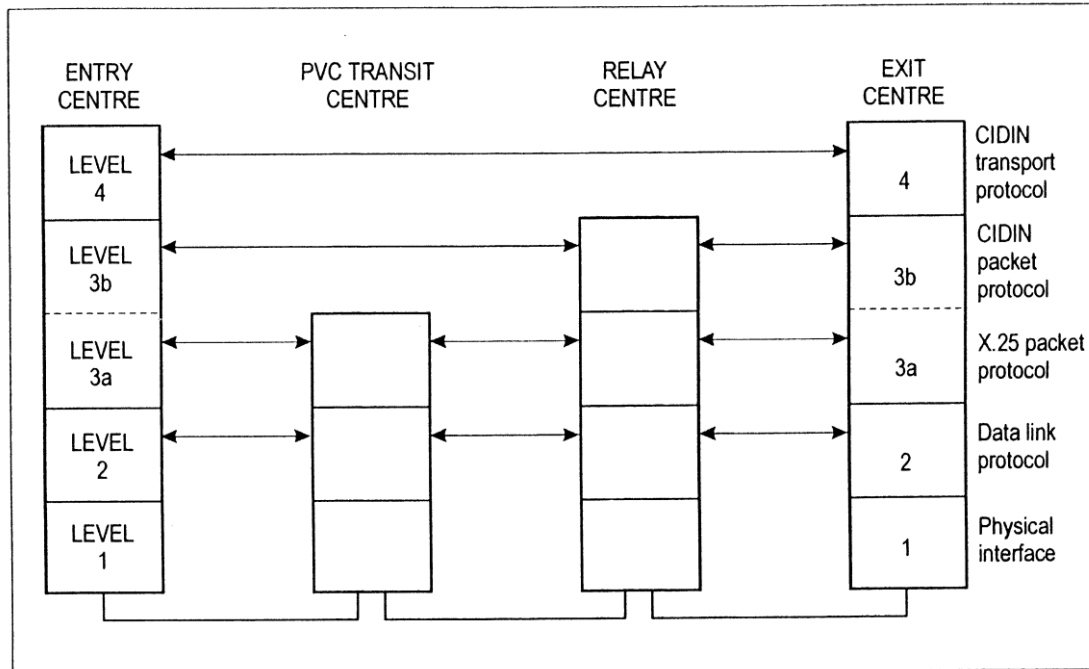 ENTRY
CENTRE
PVC TRANSIT
CENTRE
RELAY
CENTRE
EXIT
CENTRE
LEVEL
4
4
CIDIN
transport
protocol
LEVEL
3b
3b
CIDIN
packet
protocol
LEVEL
3a
3a
X.25 packet
protocol
LEVEL
2
2
Data link
protocol
LEVEL
1
1
Physical
interface